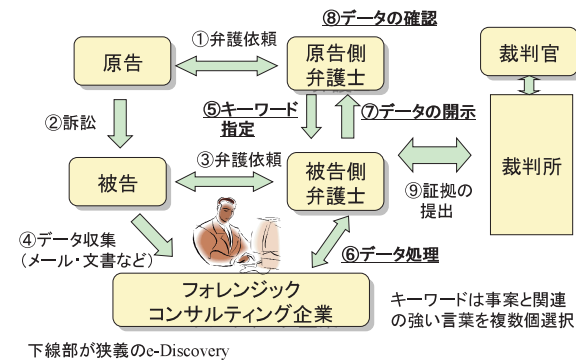 ⑧データの確認
①弁護依頼
原告
原告側
弁護士
裁判官
②訴訟
⑤キーワード
指定
⑦データの開示
③弁護依頼
被告
被告側
弁護士
裁判所
⑨証拠の
提出
④データ収集
(メール・文書など)
⑥データ処理
フォレンジック
コンサルティング企業
キーワードは事案と関連
の強い言葉を複数個選択
下線部が狭義のe-Discovery